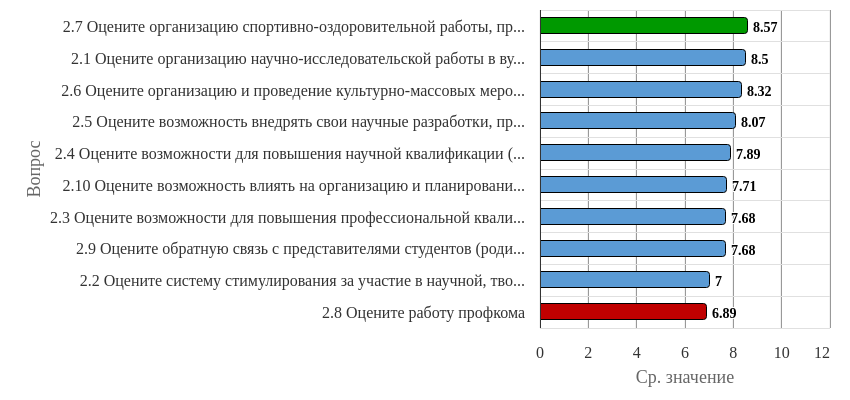 2.7 Оцените организацию спортивно-оздоровительной работы, пр... 8.57
2.1 Оцените организацию научно-исследовательской работы в ву... 8.5
2.6 Оцените организацию и проведение культурно-массовых меро... 8.32
2.5 Оцените возможность внедрять свои научные разработки, пр... 8.07
2.4 Оцените возможности для повышения научной квалификации (... 7.89
2.10 Оцените возможность влиять на организацию и планировани... 7.71
2.3 Оцените возможности для повышения профессиональной квали... 7.68
2.9 Оцените обратную связь с представителями студентов (роди... 7.68
2.2 Оцените систему стимулирования за участие в научной, тво... 7
2.8 Оцените работу профкома 6.89
Вопрос
0 2 4 6 8 10 12
Ср. значение